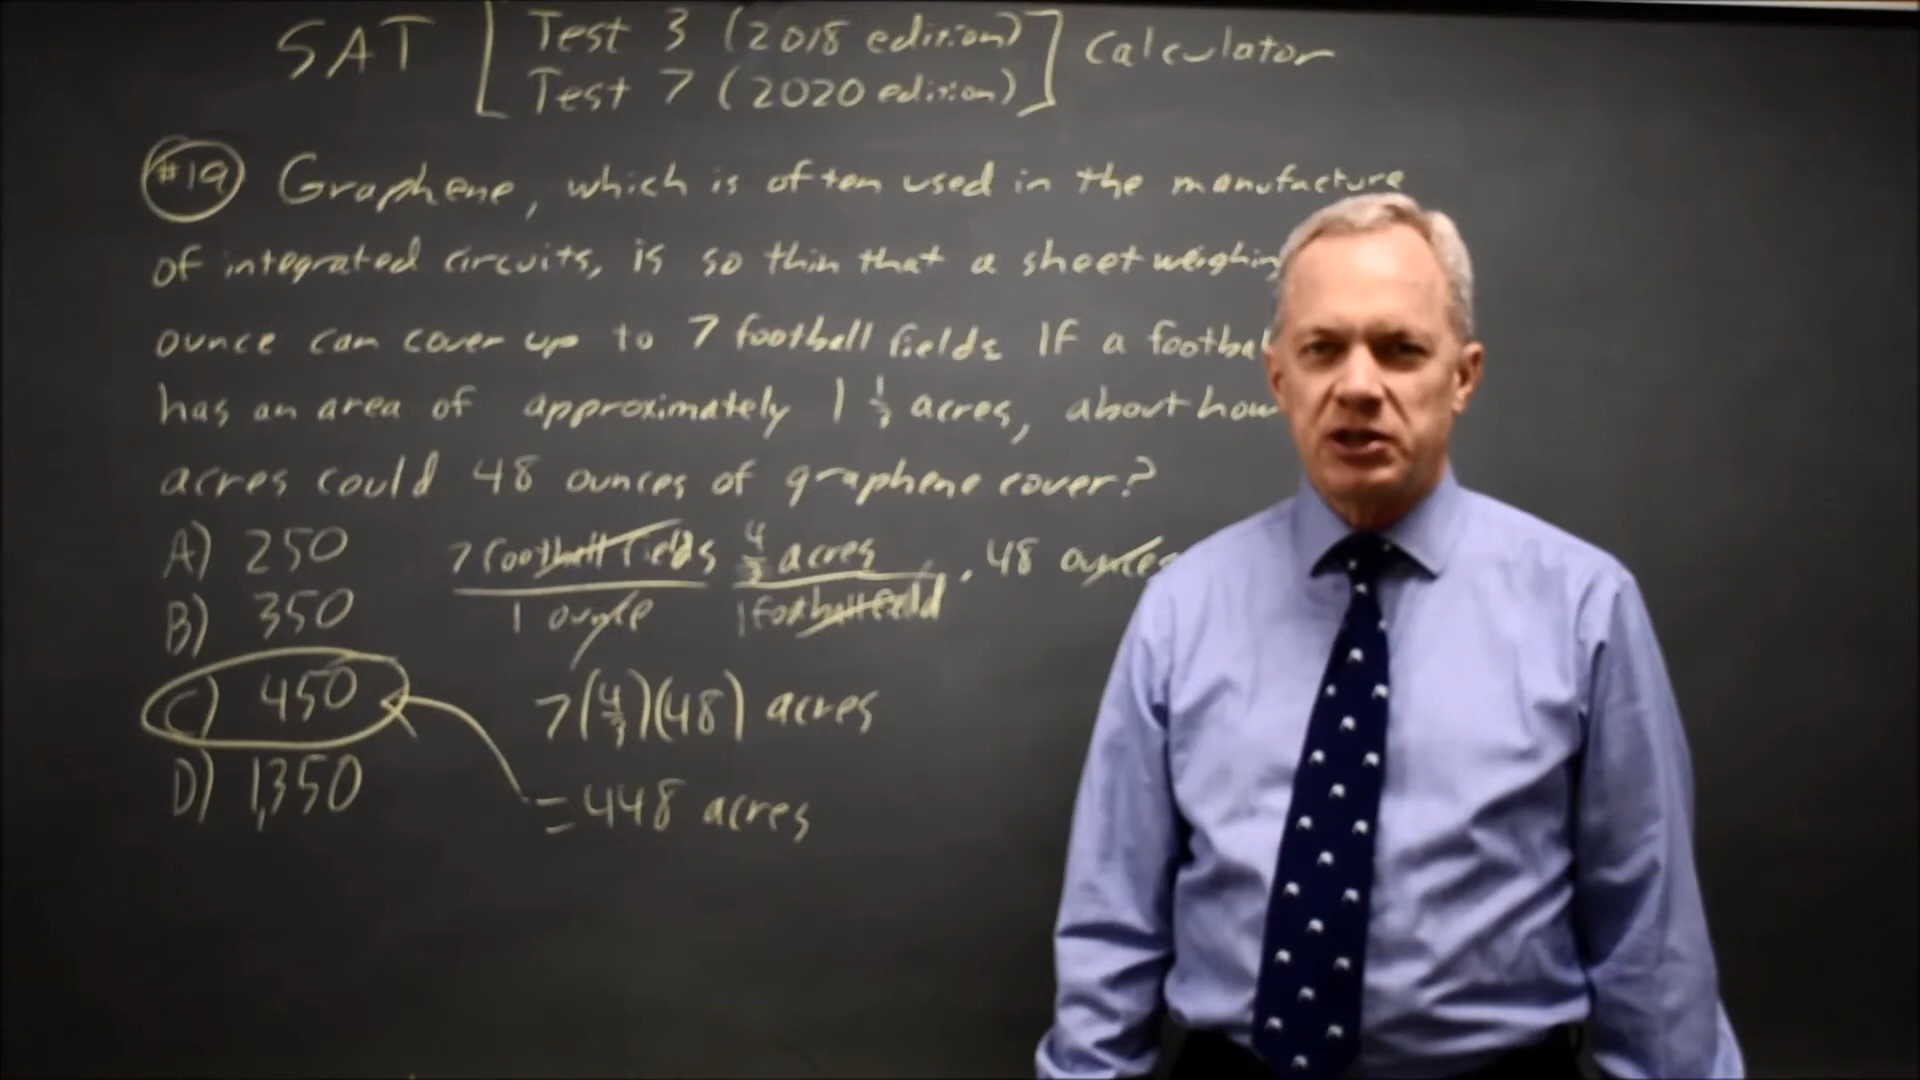 SAT [Test 3 (2018 edition) Test 7 (2020 edition)] Calculator
#19 Graphene, which is often used in the manufacture
of integrated circuits, is so thin that a sheet weighin
ounce can cover up to 7 football fields. If a footbal
has an area of approximately 1 1/3 acres, about how
acres could 48 ounces of graphene cover?
A) 250
B) 350
C) 450
D) 1,350
7 football fields / 1 ounce · 4/3 acres / 1 football field · 48 ounces
7(4/3)(48) acres
= 448 acres